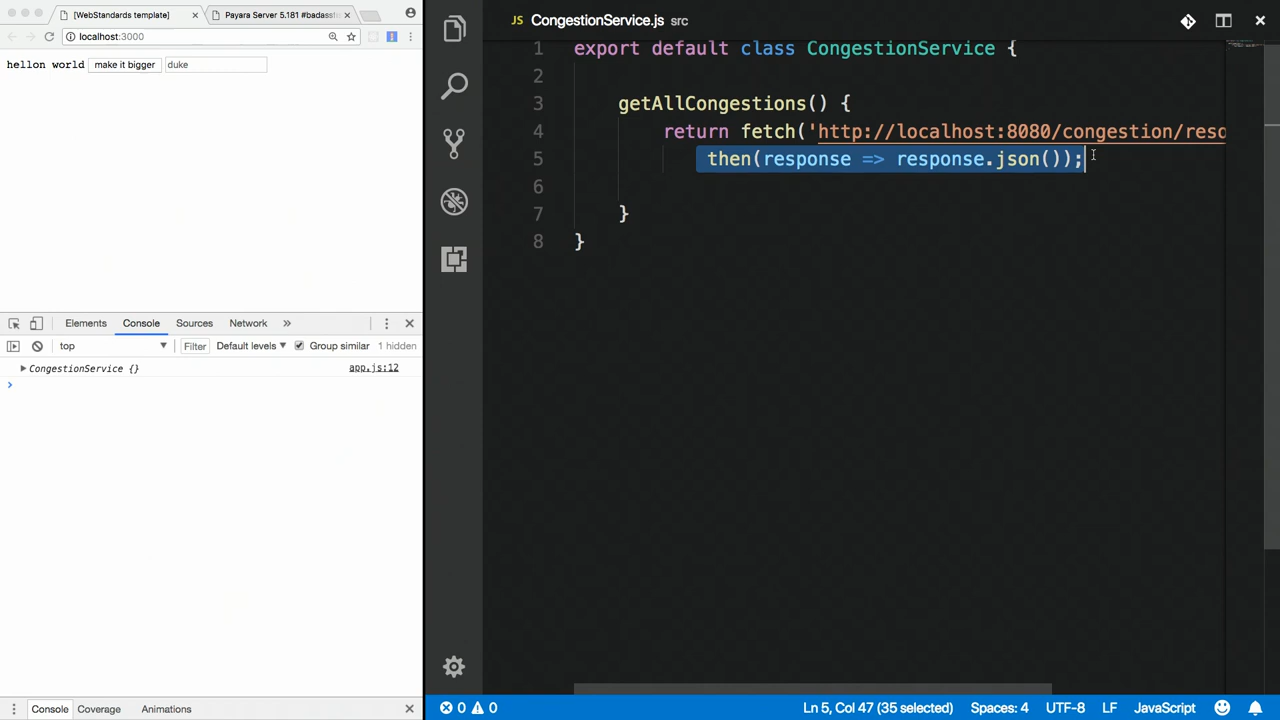 [WebStandards template]
Payara Server 5.181 #badassfi
localhost:3000
hellon world make it bigger duke
Elements Console Sources Network »
top Filter Default levels Group similar 1 hidden
CongestionService {} app.js:12
Console Coverage Animations
JS CongestionService.js src
1 export default class CongestionService {
2
3 getAllCongestions() {
4 return fetch('http://localhost:8080/congestion/reso
5 then(response => response.json());
6
7 }
8 }
0 0 Ln 5, Col 47 (35 selected) Spaces: 4 UTF-8 LF JavaScript